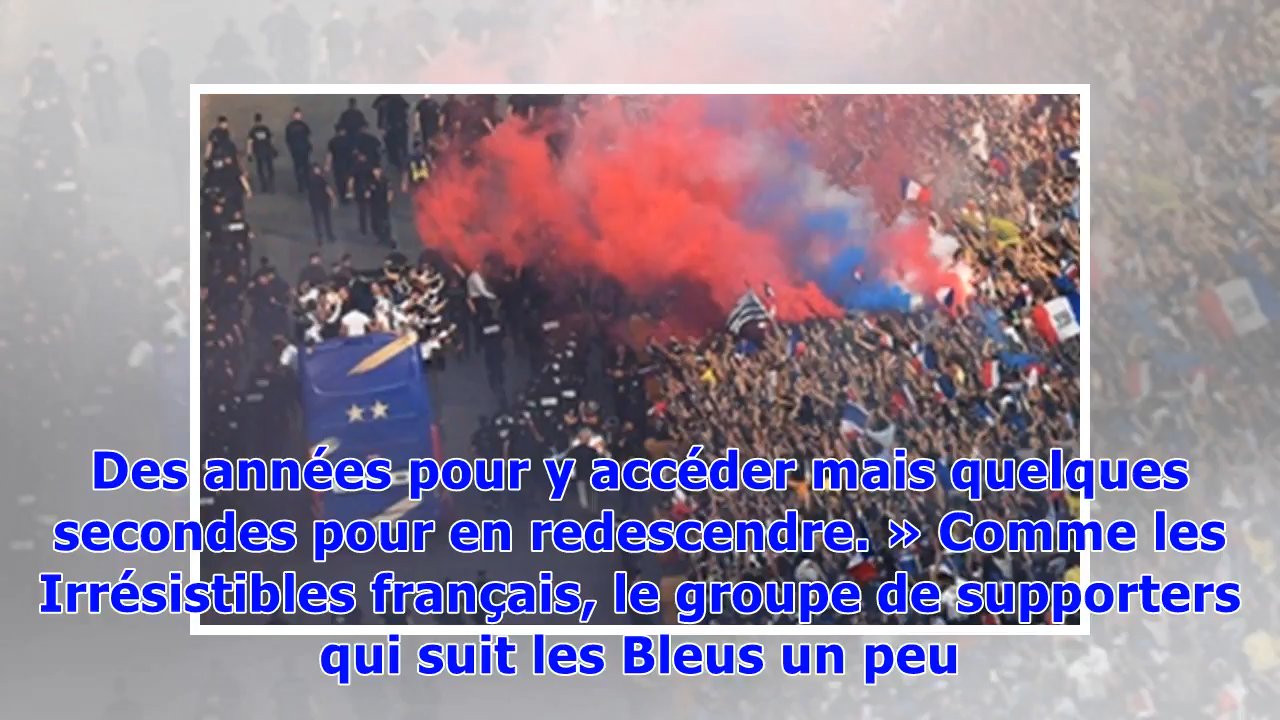 Des années pour y accéder mais quelques
secondes pour en redescendre. » Comme les
Irrésistibles français, le groupe de supporters
qui suit les Bleus un peu